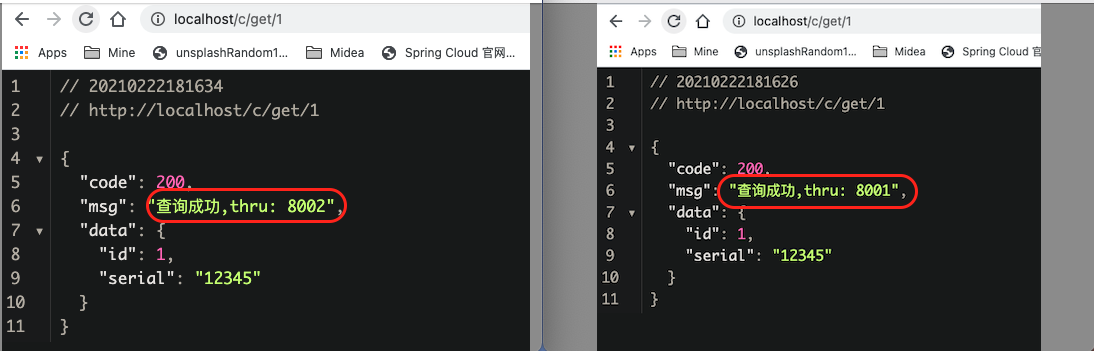 localhost/c/get/1
Apps Mine unsplashRandom1... Midea Spring Cloud 官网...
1 // 20210222181634
2 // http://localhost/c/get/1
3
4 {
5 "code": 200,
6 "msg": "查询成功,thru: 8002",
7 "data": {
8 "id": 1,
9 "serial": "12345"
10 }
11 }
localhost/c/get/1
Apps Mine unsplashRandom1... Midea Spring Cloud 官网...
1 // 20210222181626
2 // http://localhost/c/get/1
3
4 {
5 "code": 200,
6 "msg": "查询成功,thru: 8001",
7 "data": {
8 "id": 1,
9 "serial": "12345"
10 }
11 }